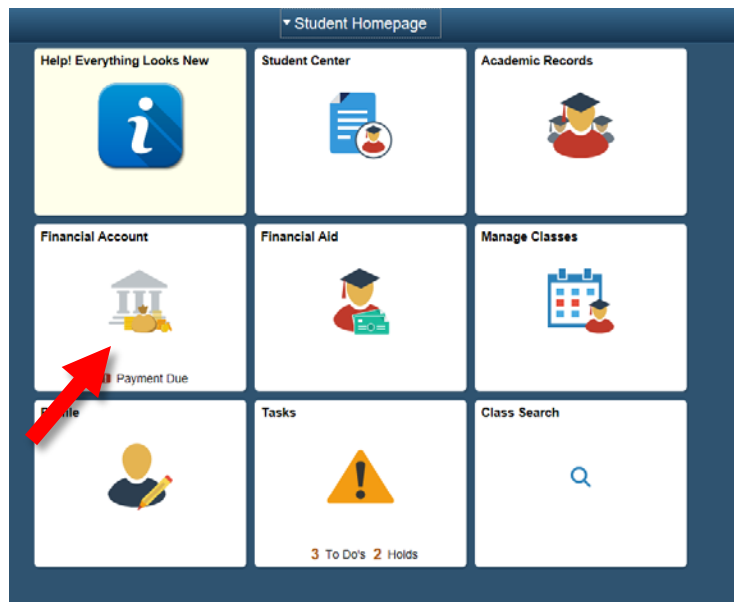 Student Homepage
Help! Everything Looks New
Student Center
Academic Records
Financial Account
Financial Aid
Manage Classes
Payment Due
Tasks
Class Search
3 To Do's 2 Holds